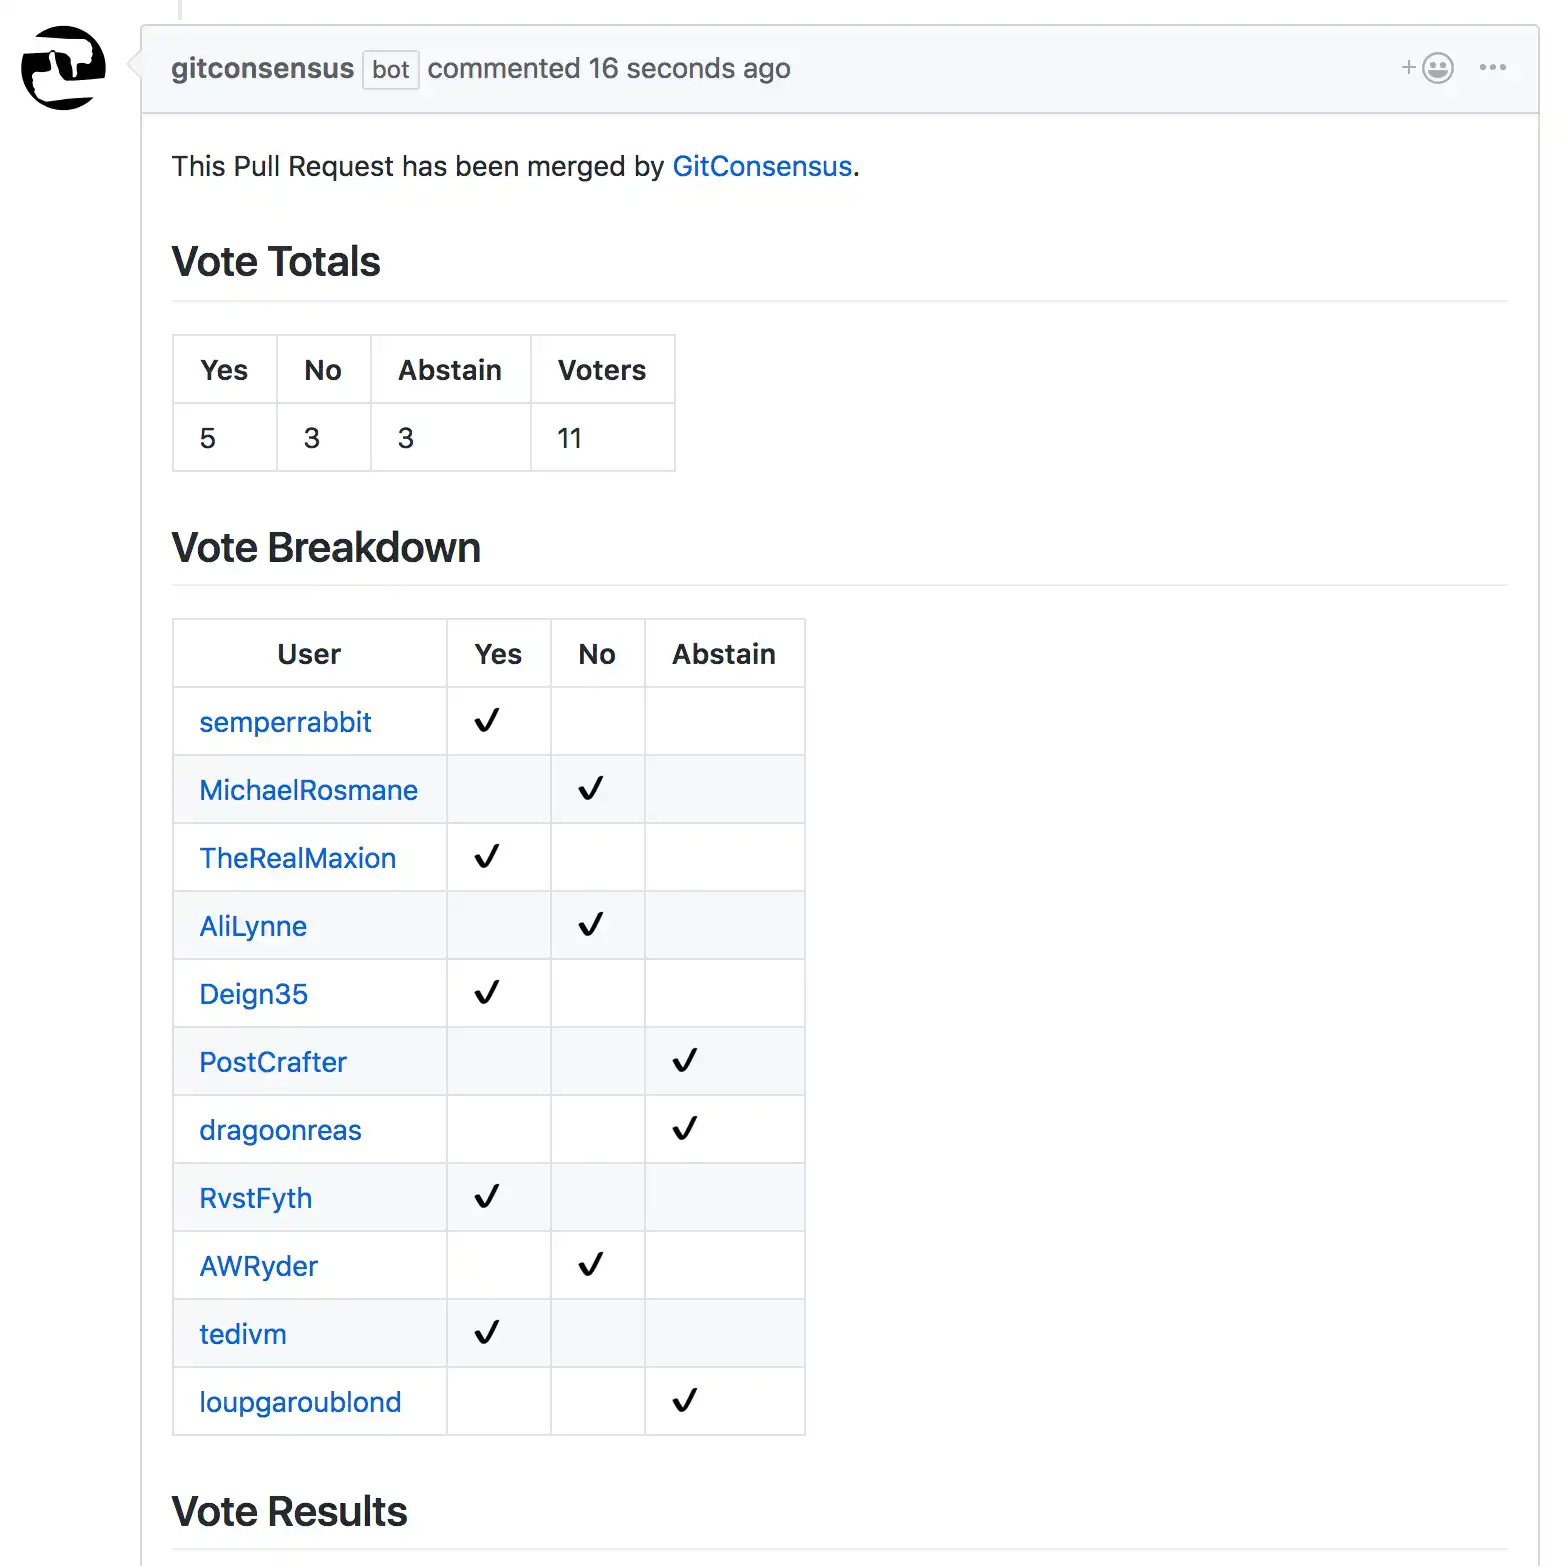 gitconsensus bot commented 16 seconds ago
This Pull Request has been merged by GitConsensus.
Vote Totals
Yes No Abstain Voters
5 3 3 11
Vote Breakdown
User Yes No Abstain
semperrabbit ✔
MichaelRosmane ✔
TheRealMaxion ✔
AliLynne ✔
Deign35 ✔
PostCrafter ✔
dragoonreas ✔
RvstFyth ✔
AWRyder ✔
tedivm ✔
loupgaroublond ✔
Vote Results